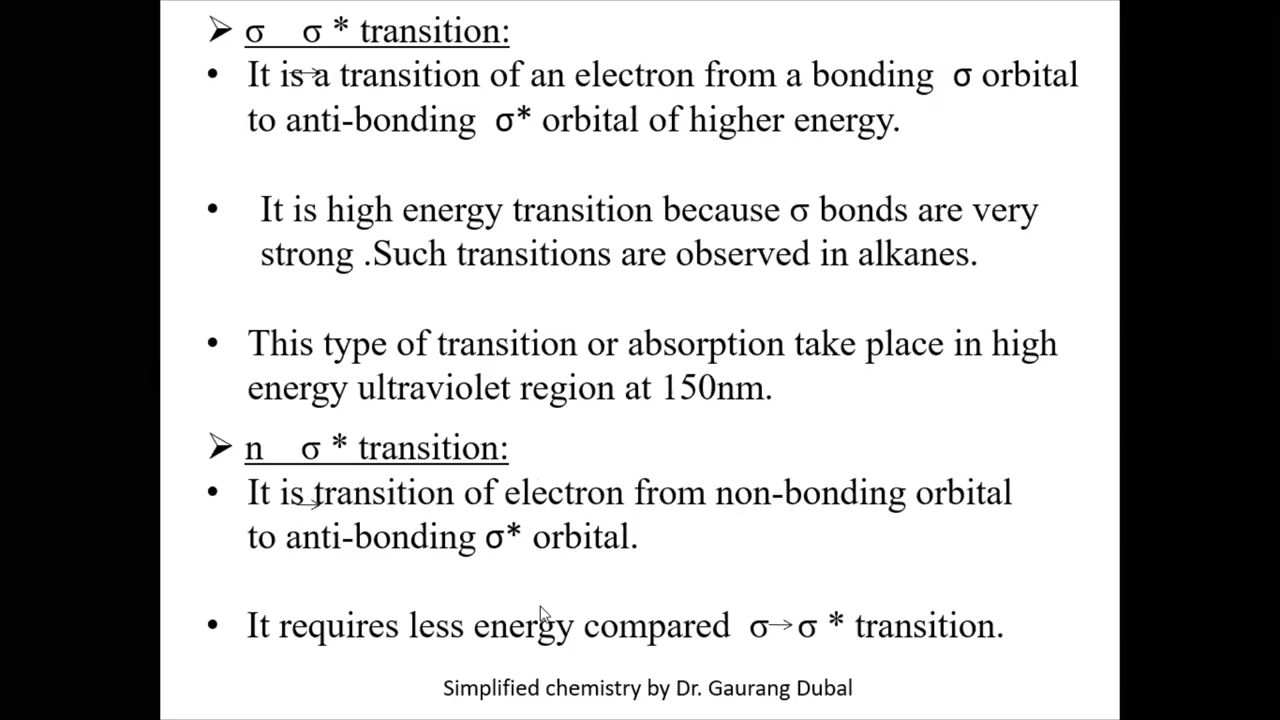 ➢ σ σ * transition:
• It is a transition of an electron from a bonding σ orbital
to anti-bonding σ* orbital of higher energy.
• It is high energy transition because σ bonds are very
strong .Such transitions are observed in alkanes.
• This type of transition or absorption take place in high
energy ultraviolet region at 150nm.
➢ n σ * transition:
• It is transition of electron from non-bonding orbital
to anti-bonding σ* orbital.
• It requires less energy compared σ→σ * transition.
Simplified chemistry by Dr. Gaurang Dubal